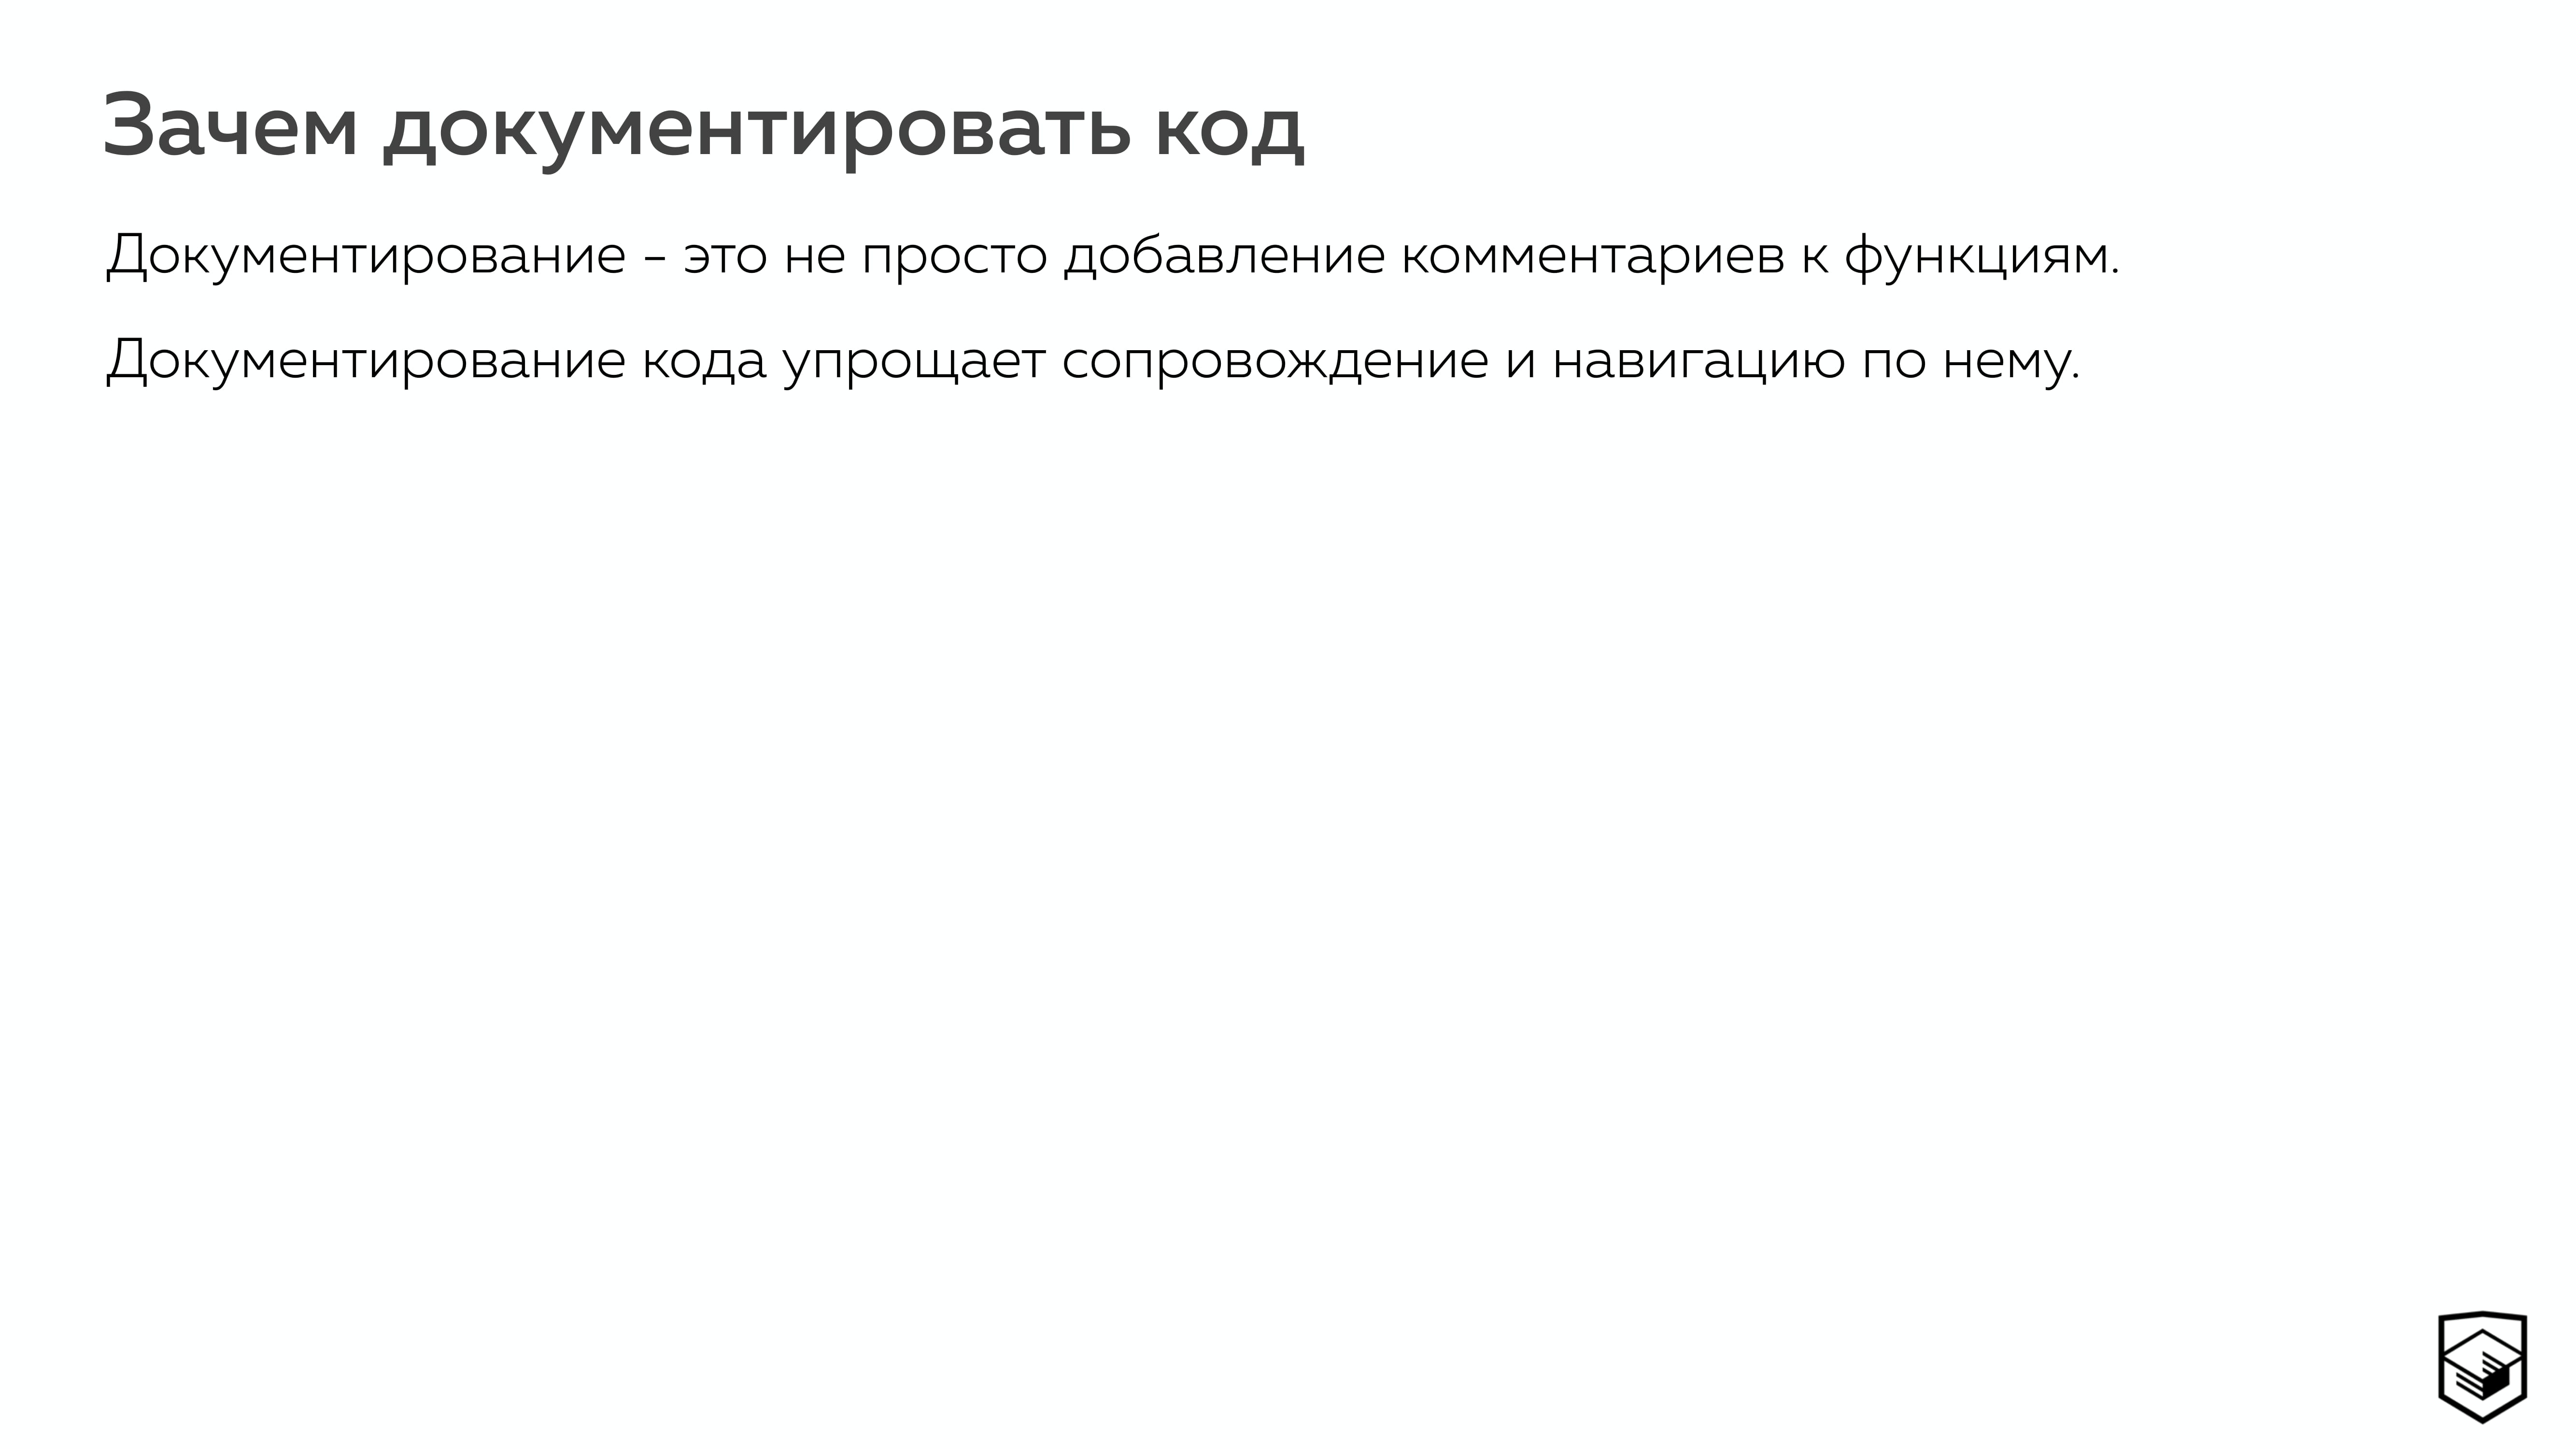 Зачем документировать код
Документирование - это не просто добавление комментариев к функциям.
Документирование кода упрощает сопровождение и навигацию по нему.